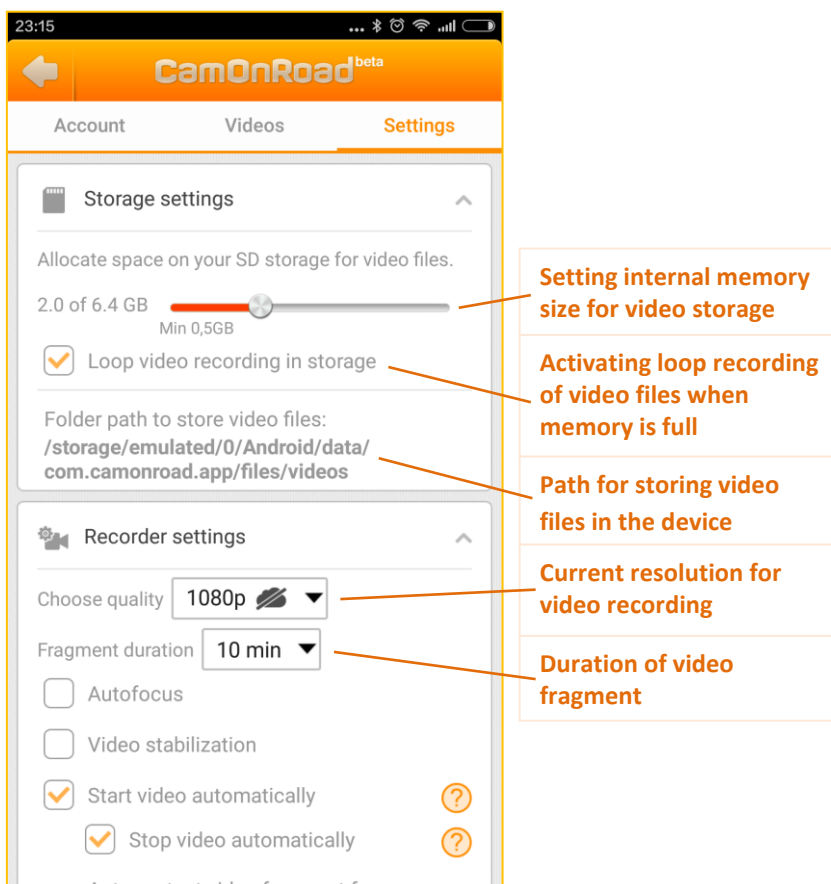 23:15
CamOnRoad beta
Account Videos Settings
Storage settings
Allocate space on your SD storage for video files.
2.0 of 6.4 GB
Min 0,5GB
Loop video recording in storage
Folder path to store video files:
/storage/emulated/0/Android/data/
com.camonroad.app/files/videos
Recorder settings
Choose quality 1080p
Fragment duration 10 min
Autofocus
Video stabilization
Start video automatically ?
Stop video automatically ?
Setting internal memory
size for video storage
Activating loop recording
of video files when
memory is full
Path for storing video
files in the device
Current resolution for
video recording
Duration of video
fragment